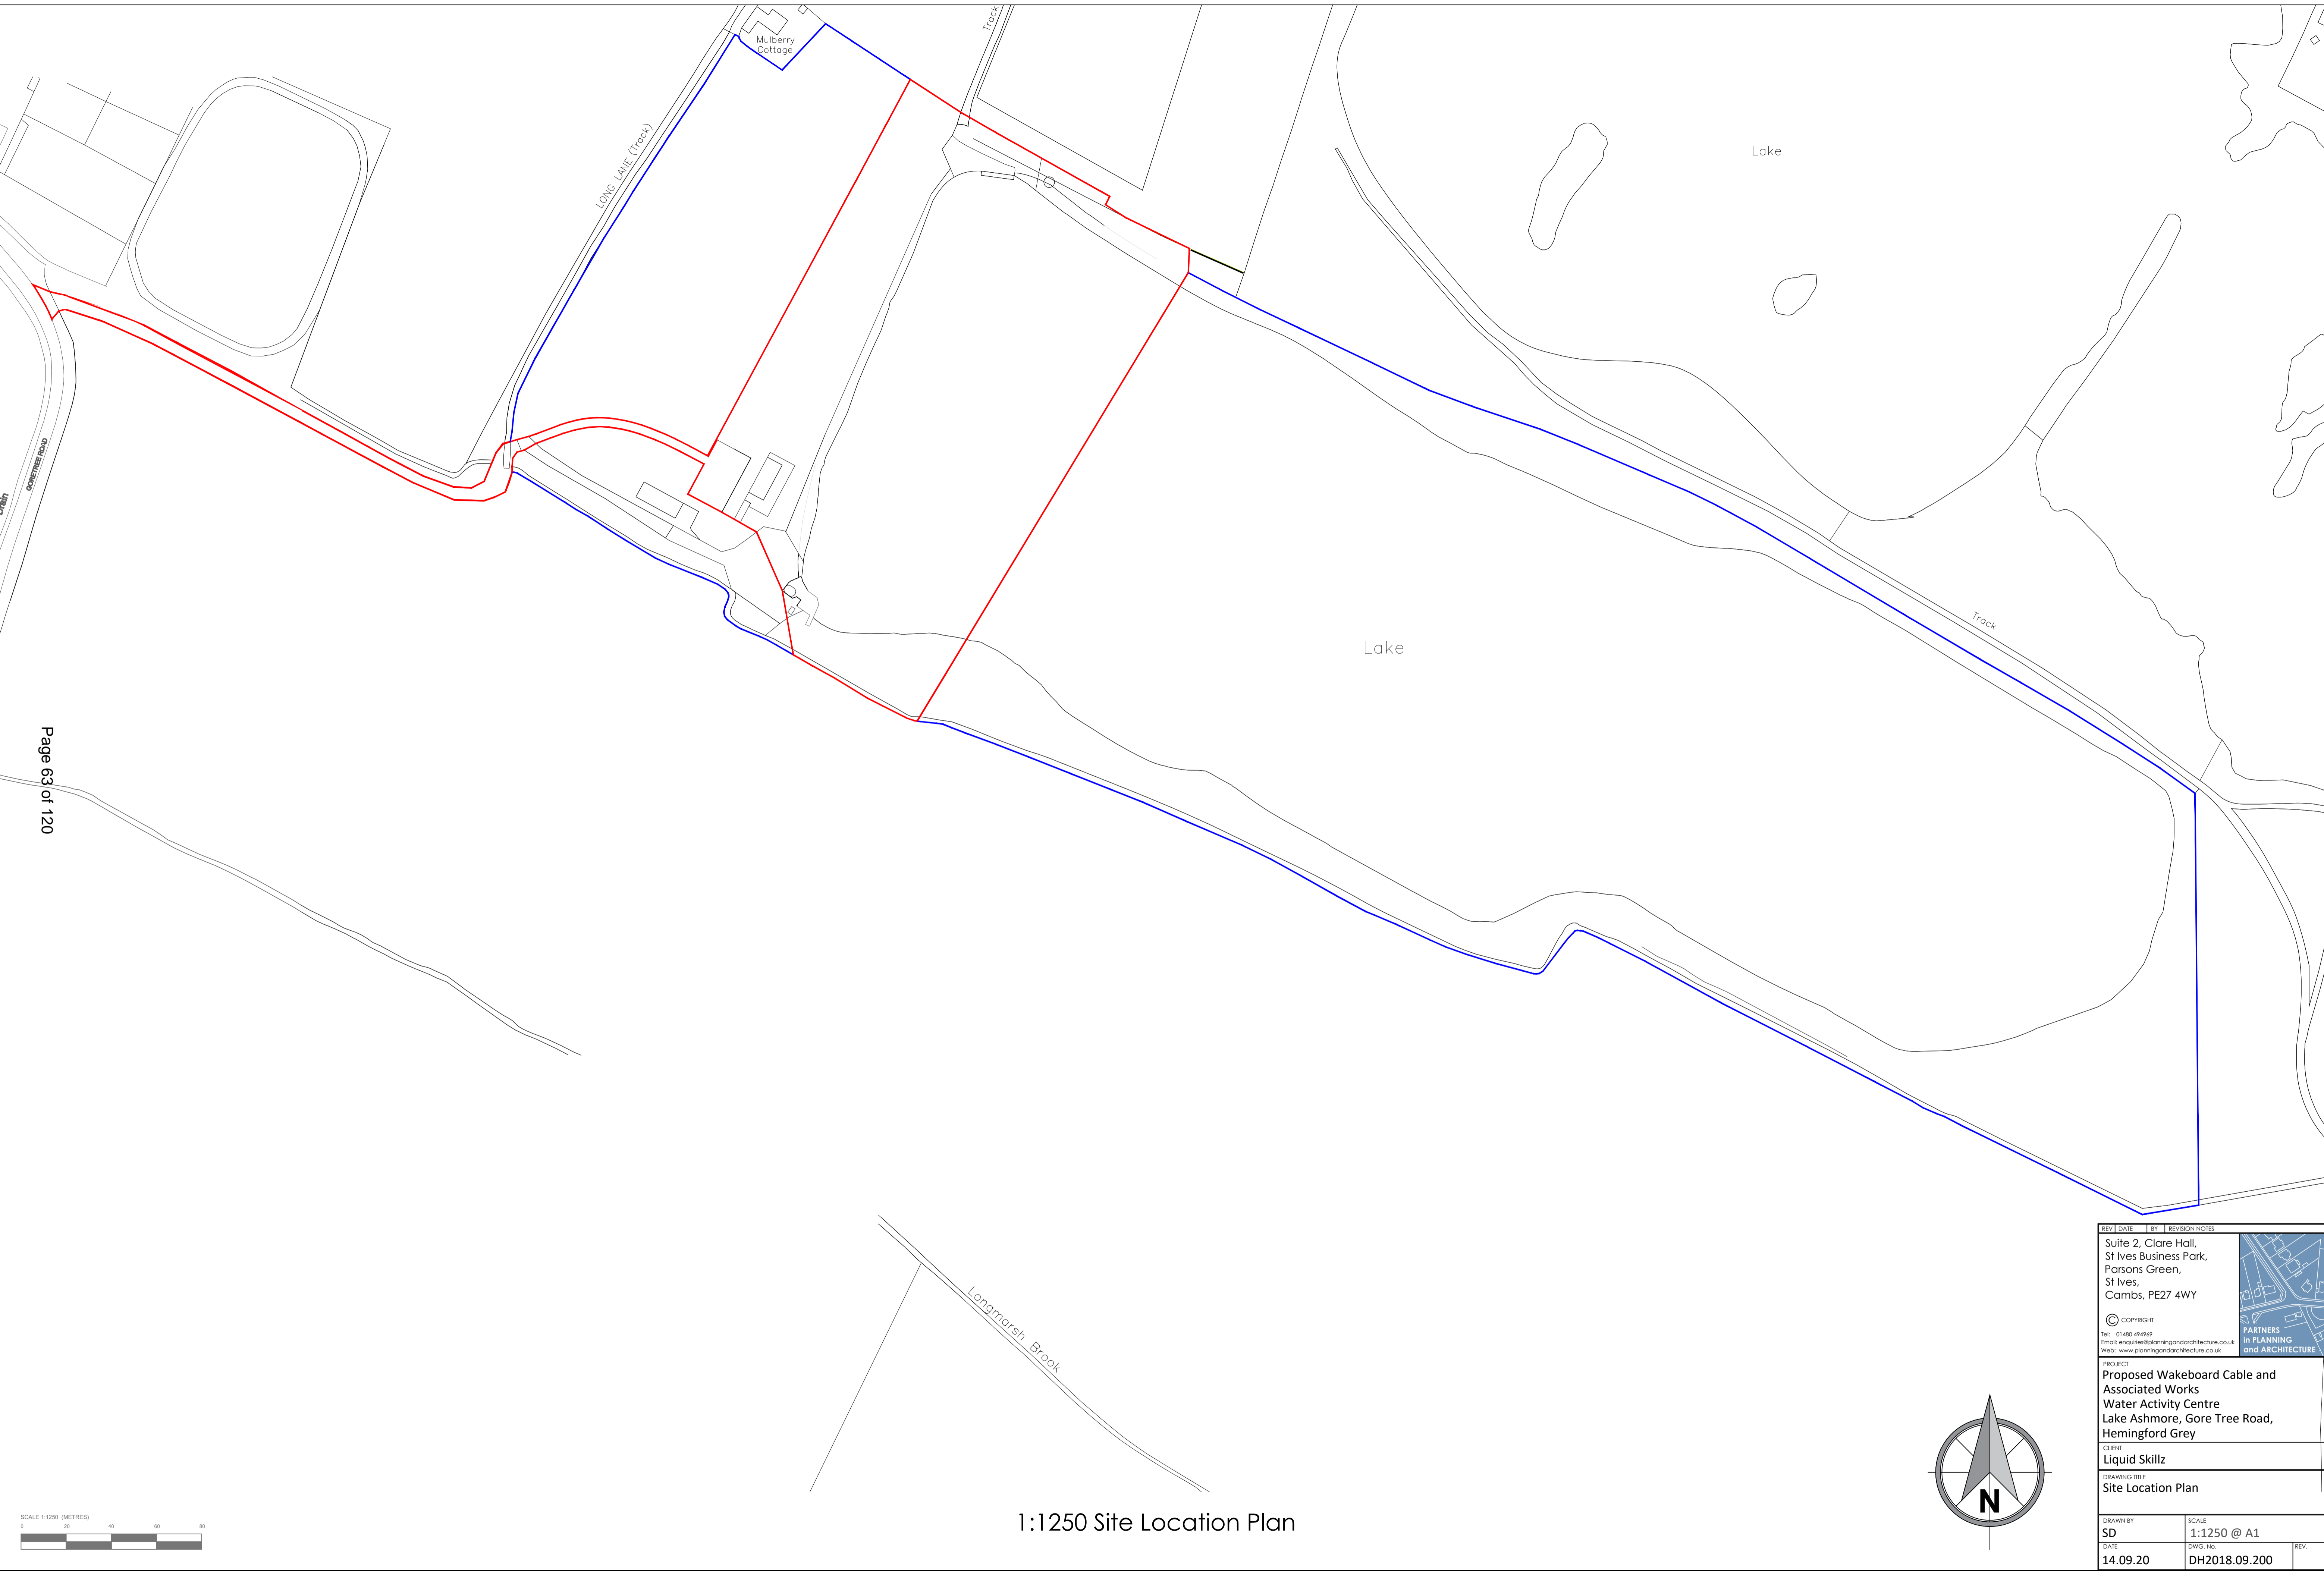 Mulberry
Cottage
Track
LONG LANE (Track)
Lake
GORETREE ROAD
Drain
Lake
Track
Page 63 of 120
Longmarsh Brook
1:1250 Site Location Plan
SCALE 1:1250 (METRES)
0 20 40 60 80
N
REV DATE BY REVISION NOTES
Suite 2, Clare Hall,
St Ives Business Park,
Parsons Green,
St Ives,
Cambs, PE27 4WY
© COPYRIGHT
Tel: 01480 494969
Email: enquiries@planningandarchitecture.co.uk
Web: www.planningandarchitecture.co.uk
PARTNERS
in PLANNING
and ARCHITECTURE
PROJECT
Proposed Wakeboard Cable and
Associated Works
Water Activity Centre
Lake Ashmore, Gore Tree Road,
Hemingford Grey
CLIENT
Liquid Skillz
DRAWING TITLE
Site Location Plan
DRAWN BY
SD
SCALE
1:1250 @ A1
DATE
14.09.20
DWG. No.
DH2018.09.200
REV.